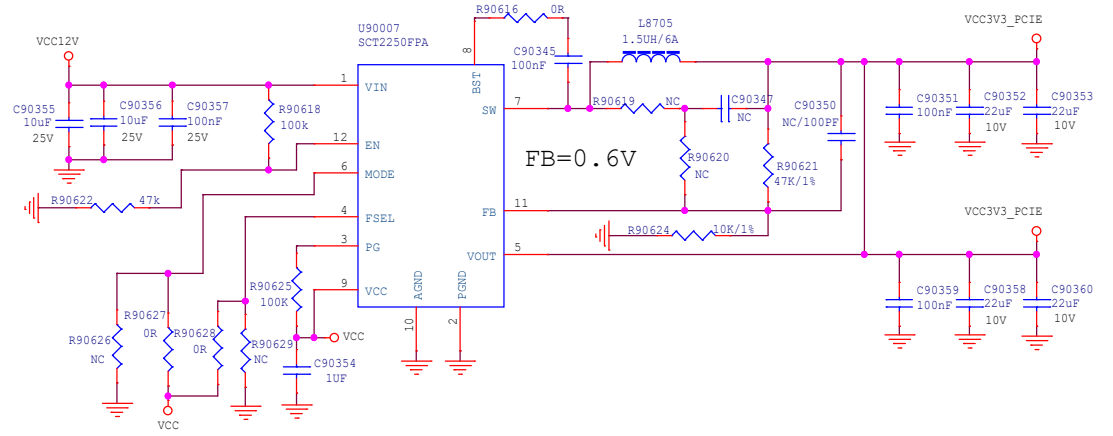 R90616
0R
U90007
SCT2250FPA
L8705
1.5UH/6A
VCC3V3_PCIE
VCC12V
8
C90345
100nF
BST
1
VIN
C90355
10uF
25V
C90356
10uF
25V
C90357
100nF
25V
R90618
100k
SW
7
R90619
NC
C90347
NC
C90350
NC/100PF
C90351
100nF
C90352
22uF
10V
C90353
22uF
10V
12
EN
FB=0.6V
R90620
NC
R90621
47K/1%
6
MODE
R90622
47k
4
FSEL
FB
11
R90624
10K/1%
VCC3V3_PCIE
3
PG
VOUT
5
R90625
100K
9
VCC
AGND
PGND
C90359
100nF
C90358
22uF
10V
C90360
22uF
10V
R90626
NC
R90627
0R
R90628
0R
R90629
NC
VCC
10
2
C90354
1UF
VCC